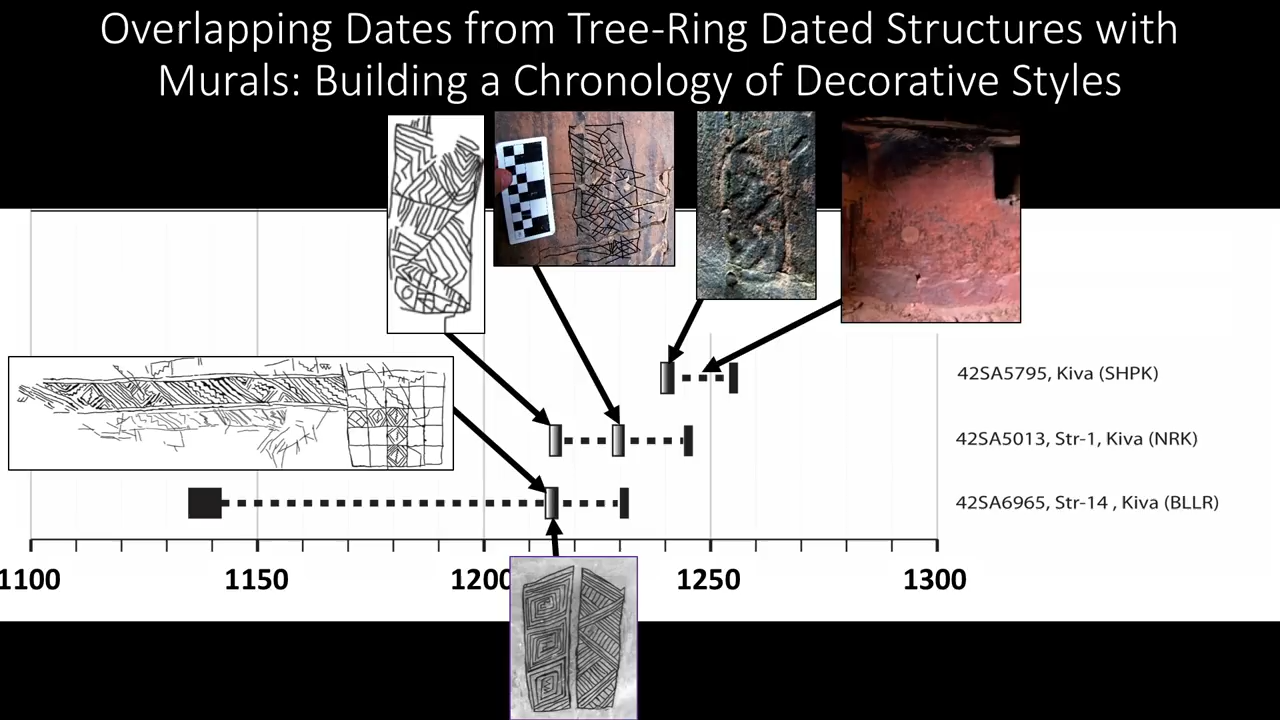 Overlapping Dates from Tree-Ring Dated Structures with
Murals: Building a Chronology of Decorative Styles
42SA5795, Kiva (SHPK)
42SA5013, Str-1, Kiva (NRK)
42SA6965, Str-14 , Kiva (BLLR)
1100 1150 1200 1250 1300